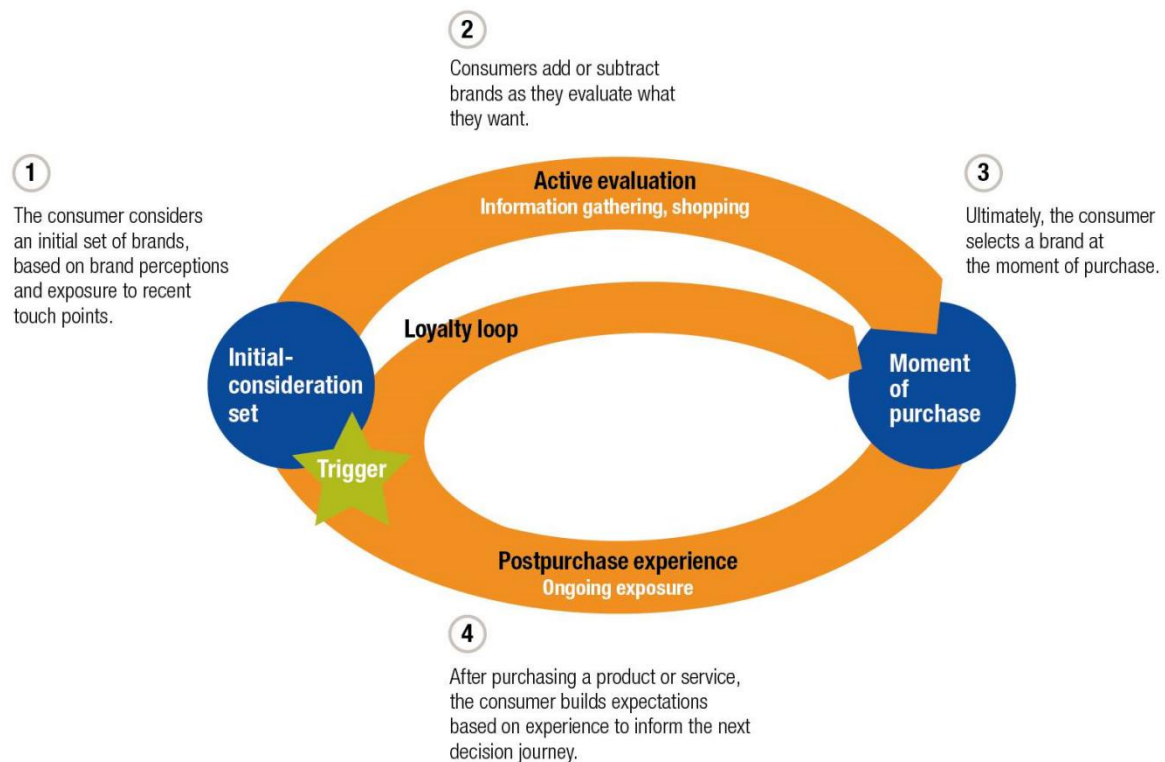 2
Consumers add or subtract
brands as they evaluate what
they want.
1
The consumer considers
an initial set of brands,
based on brand perceptions
and exposure to recent
touch points.
Active evaluation
Information gathering, shopping
3
Ultimately, the consumer
selects a brand at
the moment of purchase.
Loyalty loop
Initial-
consideration
set
Trigger
Moment
of
purchase
Postpurchase experience
Ongoing exposure
4
After purchasing a product or service,
the consumer builds expectations
based on experience to inform the next
decision journey.